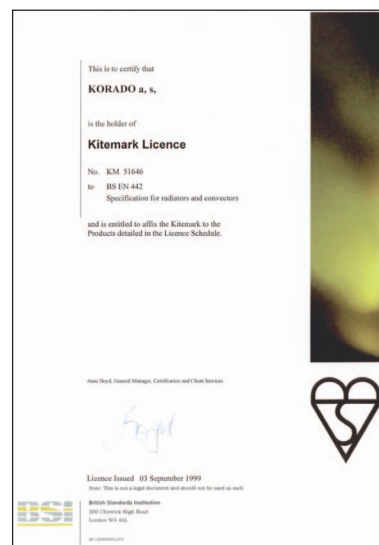 This is to certify that
KORADO a, s,
is the holder of
Kitemark Licence
No. KM 51646
to BS EN 442
Specification for radiators and convectors
and is entitled to affix the Kitemark to the
Products detailed in the Licence Schedule.
Anne Boyd, General Manager, Certification and Client Services
Licence Issued 03 September 1999
Note: This is not a legal document and should not be used as such
BSi
British Standards Institution
389 Chiswick High Road
London W4 4AL